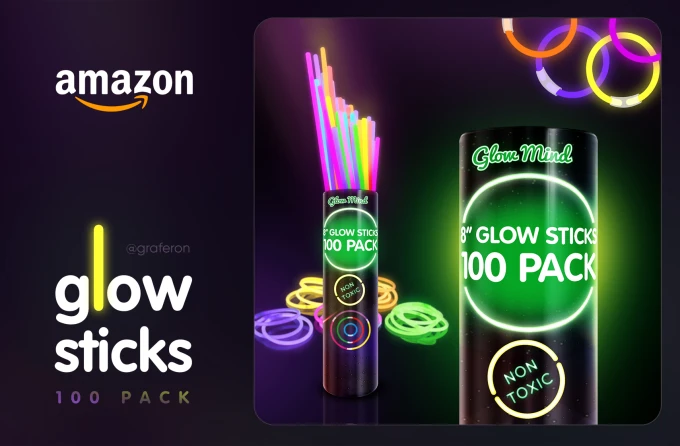 amazon
@graferon
glow
sticks
100 PACK
Glow Mind
8" GLOW STICKS
100 PACK
NON
TOXIC
Glow Mind
8" GLOW STICKS
100 PACK
NON
TOXIC